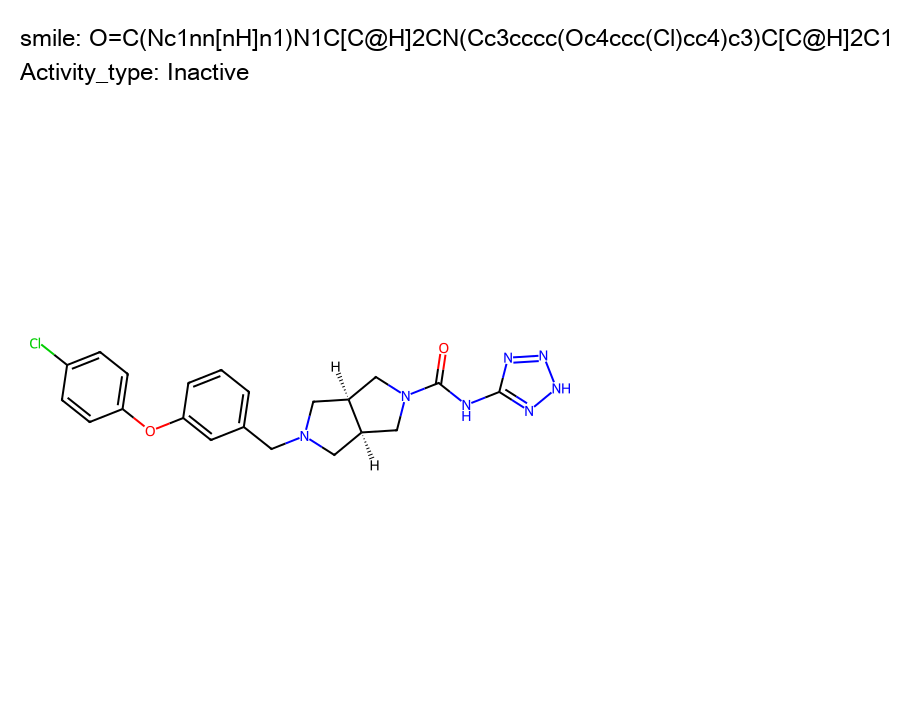 smile: O=C(Nc1nn[nH]n1)N1C[C@H]2CN(Cc3cccc(Oc4ccc(Cl)cc4)c3)C[C@H]2C1
Activity_type: Inactive
Cl
O
N
H
H
N
O
N
H
N
N
NH
N